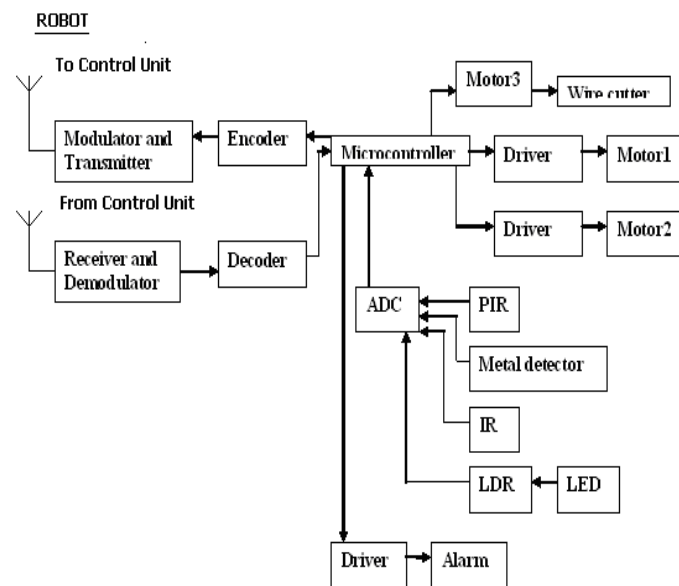 ROBOT
To Control Unit
Motor3
Wire cutter
Modulator and
Transmitter
Encoder
Microcontroller
Driver
Motor1
From Control Unit
Driver
Motor2
Receiver and
Demodulator
Decoder
ADC
PIR
Metal detector
IR
LDR
LED
Driver
Alarm